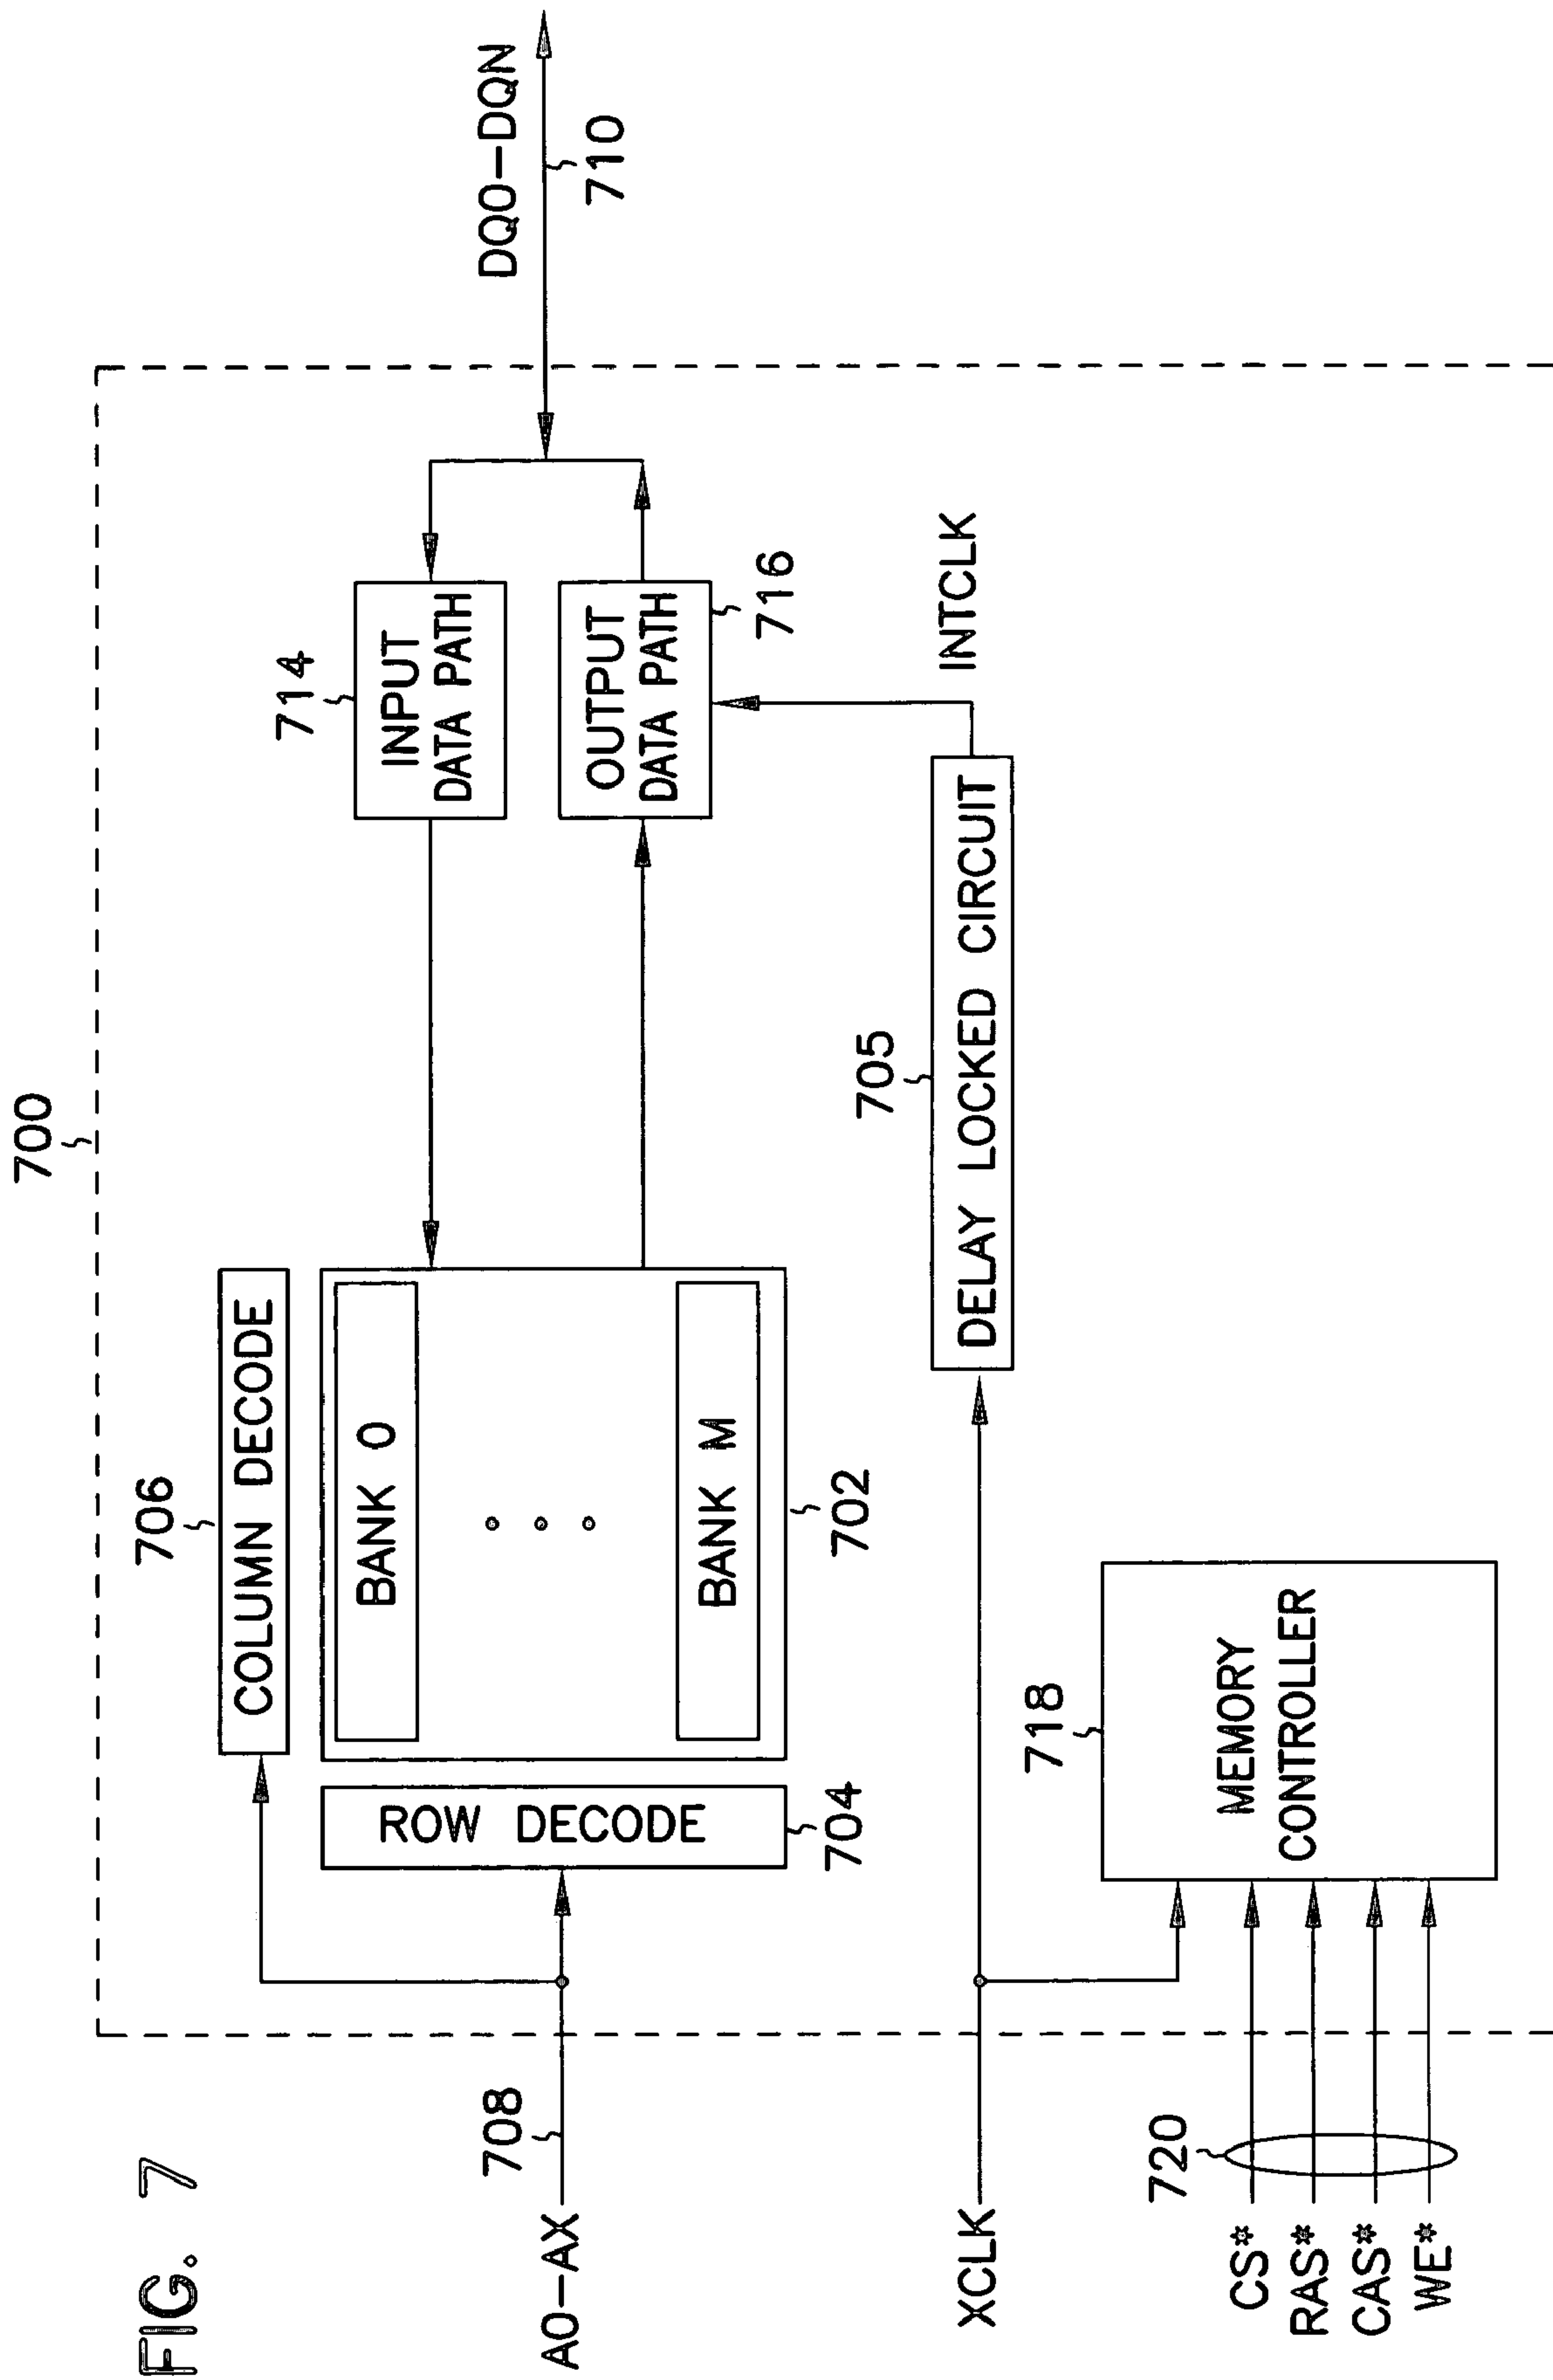 FIG. 7
700
706
COLUMN DECODE
BANK 0
BANK M
702
ROW DECODE
704
708
A0-AX
714
INPUT
DATA PATH
OUTPUT
DATA PATH
716
DQ0-DQN
710
INTCLK
705
DELAY LOCKED CIRCUIT
XCLK
718
MEMORY
CONTROLLER
720
CS*
RAS*
CAS*
WE*